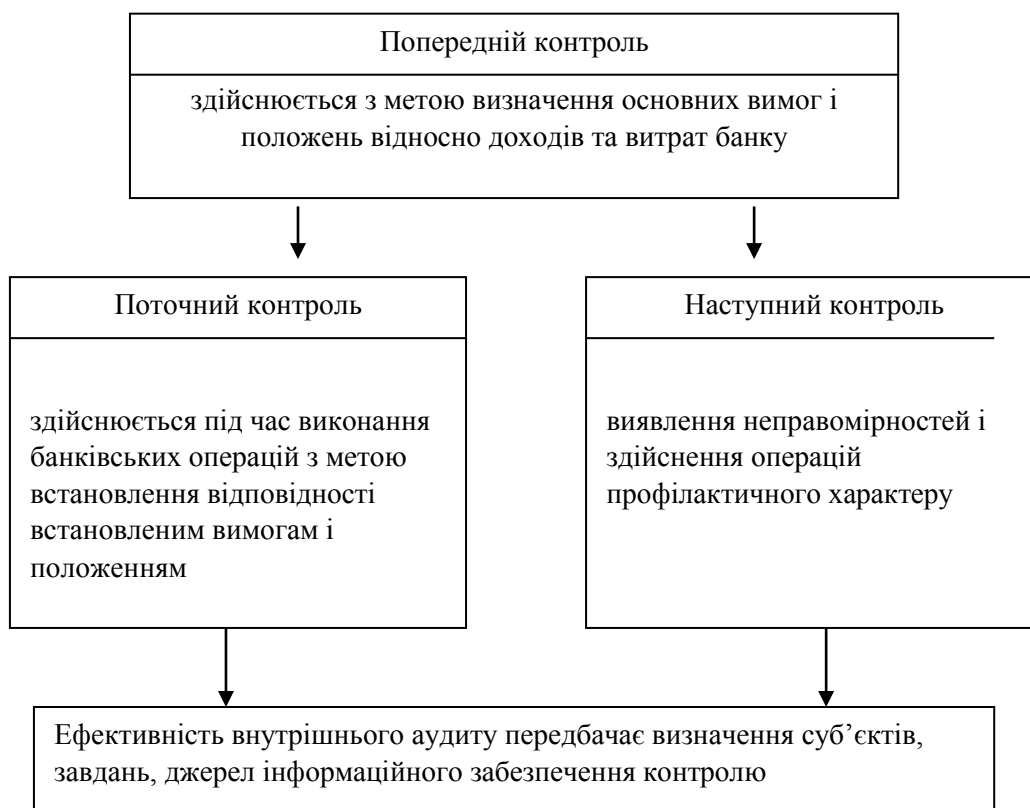 Попередній контроль
здійснюється з метою визначення основних вимог і
положень відносно доходів та витрат банку
Поточний контроль
здійснюється під час виконання
банківських операцій з метою
встановлення відповідності
встановленим вимогам і
положенням
Наступний контроль
виявлення неправомірностей і
здійснення операцій
профілактичного характеру
Ефективність внутрішнього аудиту передбачає визначення суб’єктів,
завдань, джерел інформаційного забезпечення контролю